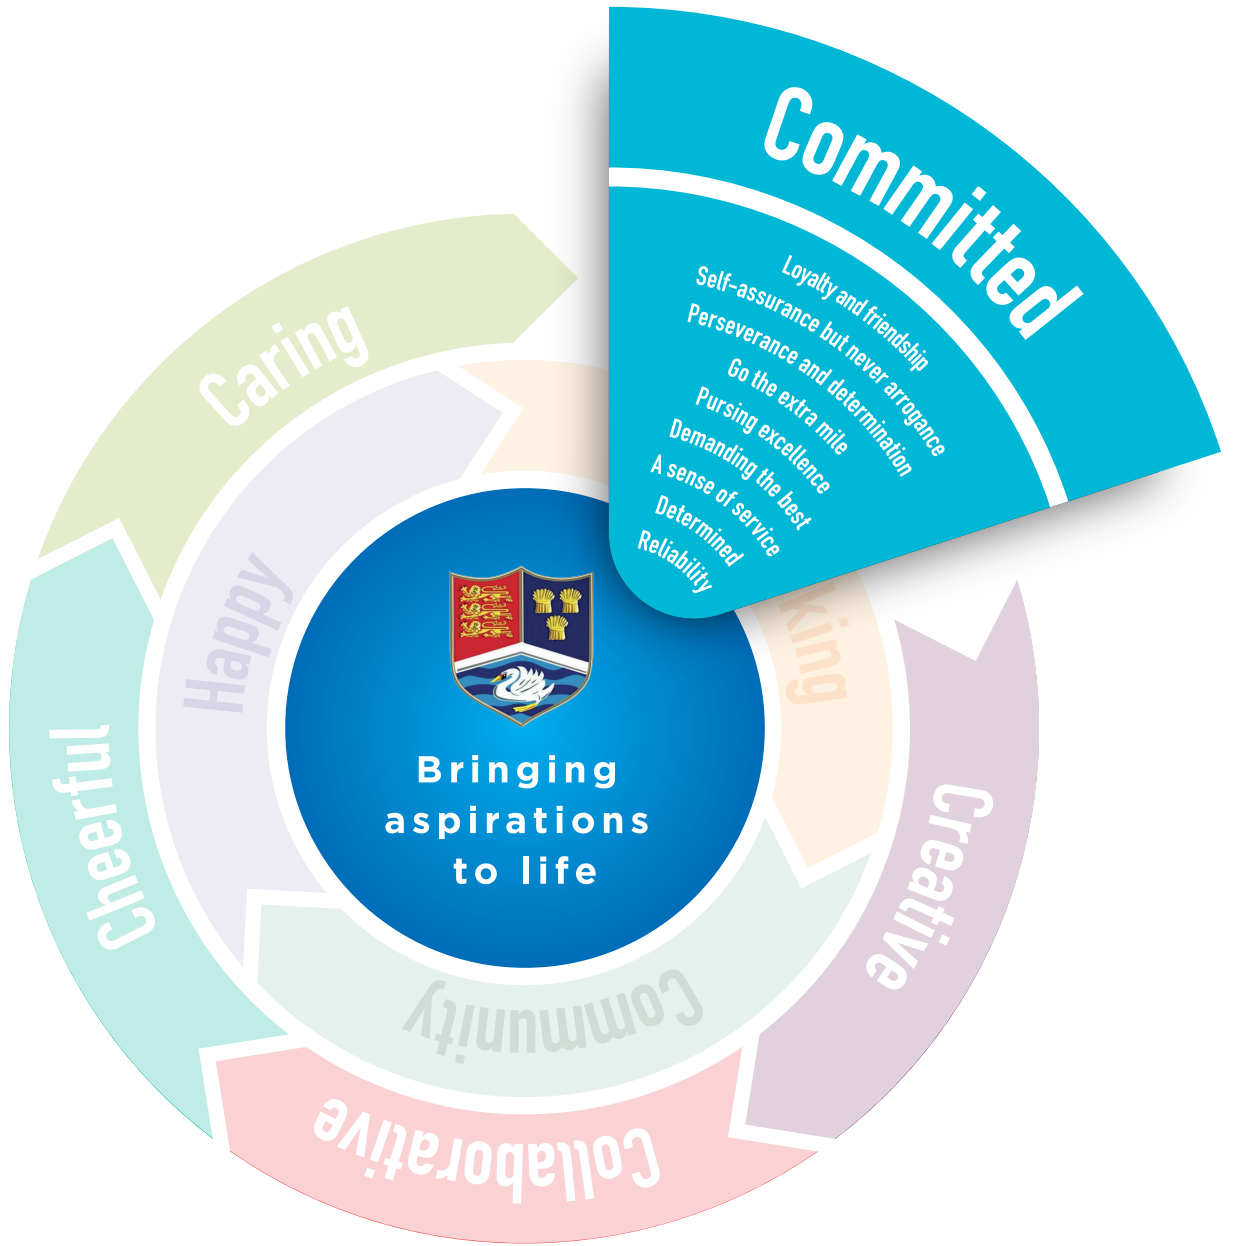 Committed
Loyalty and friendship
Self-assurance but never arrogance
Perseverance and determination
Go the extra mile
Pursing excellence
Demanding the best
A sense of service
Determined
Reliability
Caring
Happy
king
Cheerful
Creative
Community
Collaborative
Bringing
aspirations
to life